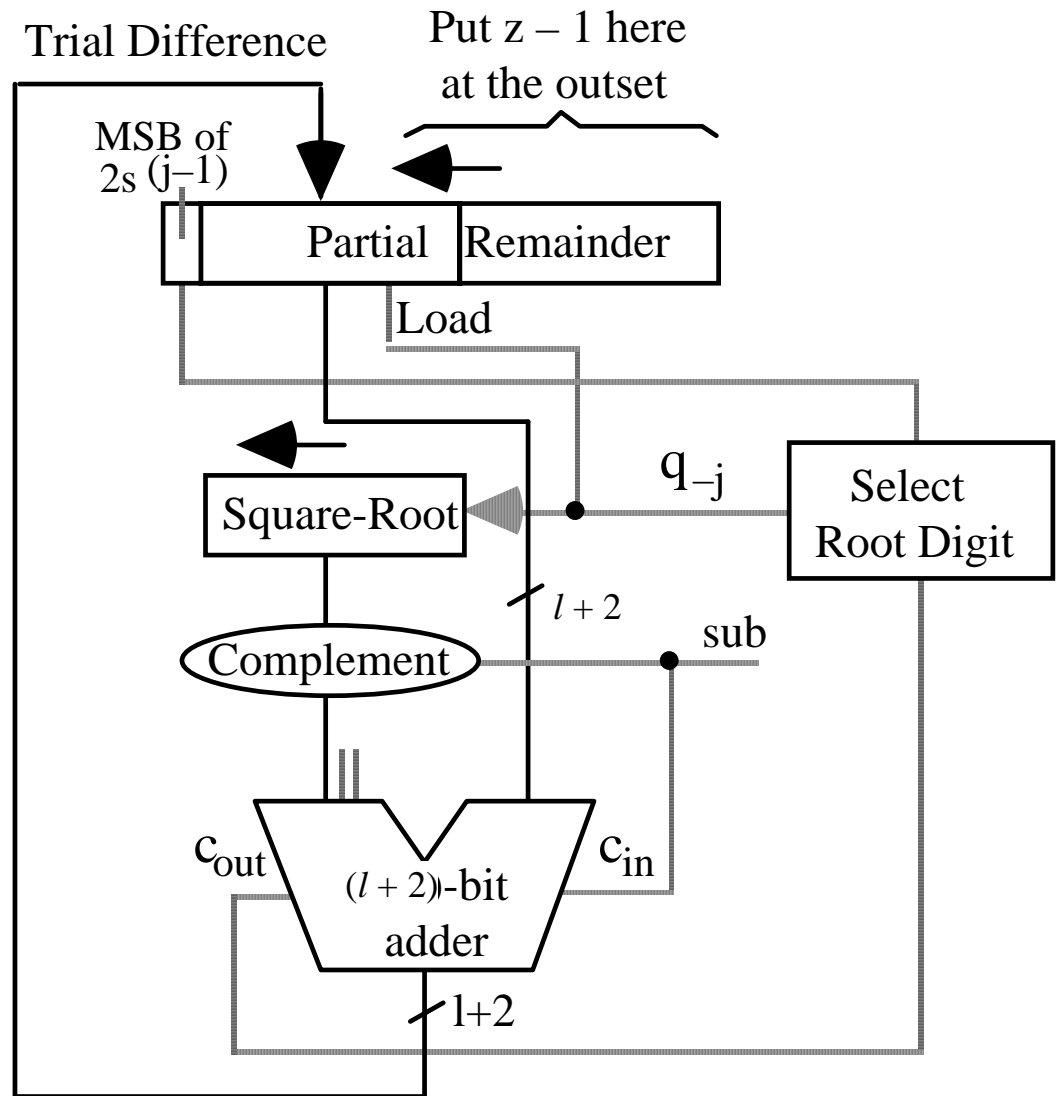 Trial Difference
Put z – 1 here
at the outset
MSB of
2s (j–1)
Partial Remainder
Load
Square-Root
q–j
Select
Root Digit
l + 2
sub
Complement
cout
cin
(l + 2))-bit
adder
l+2